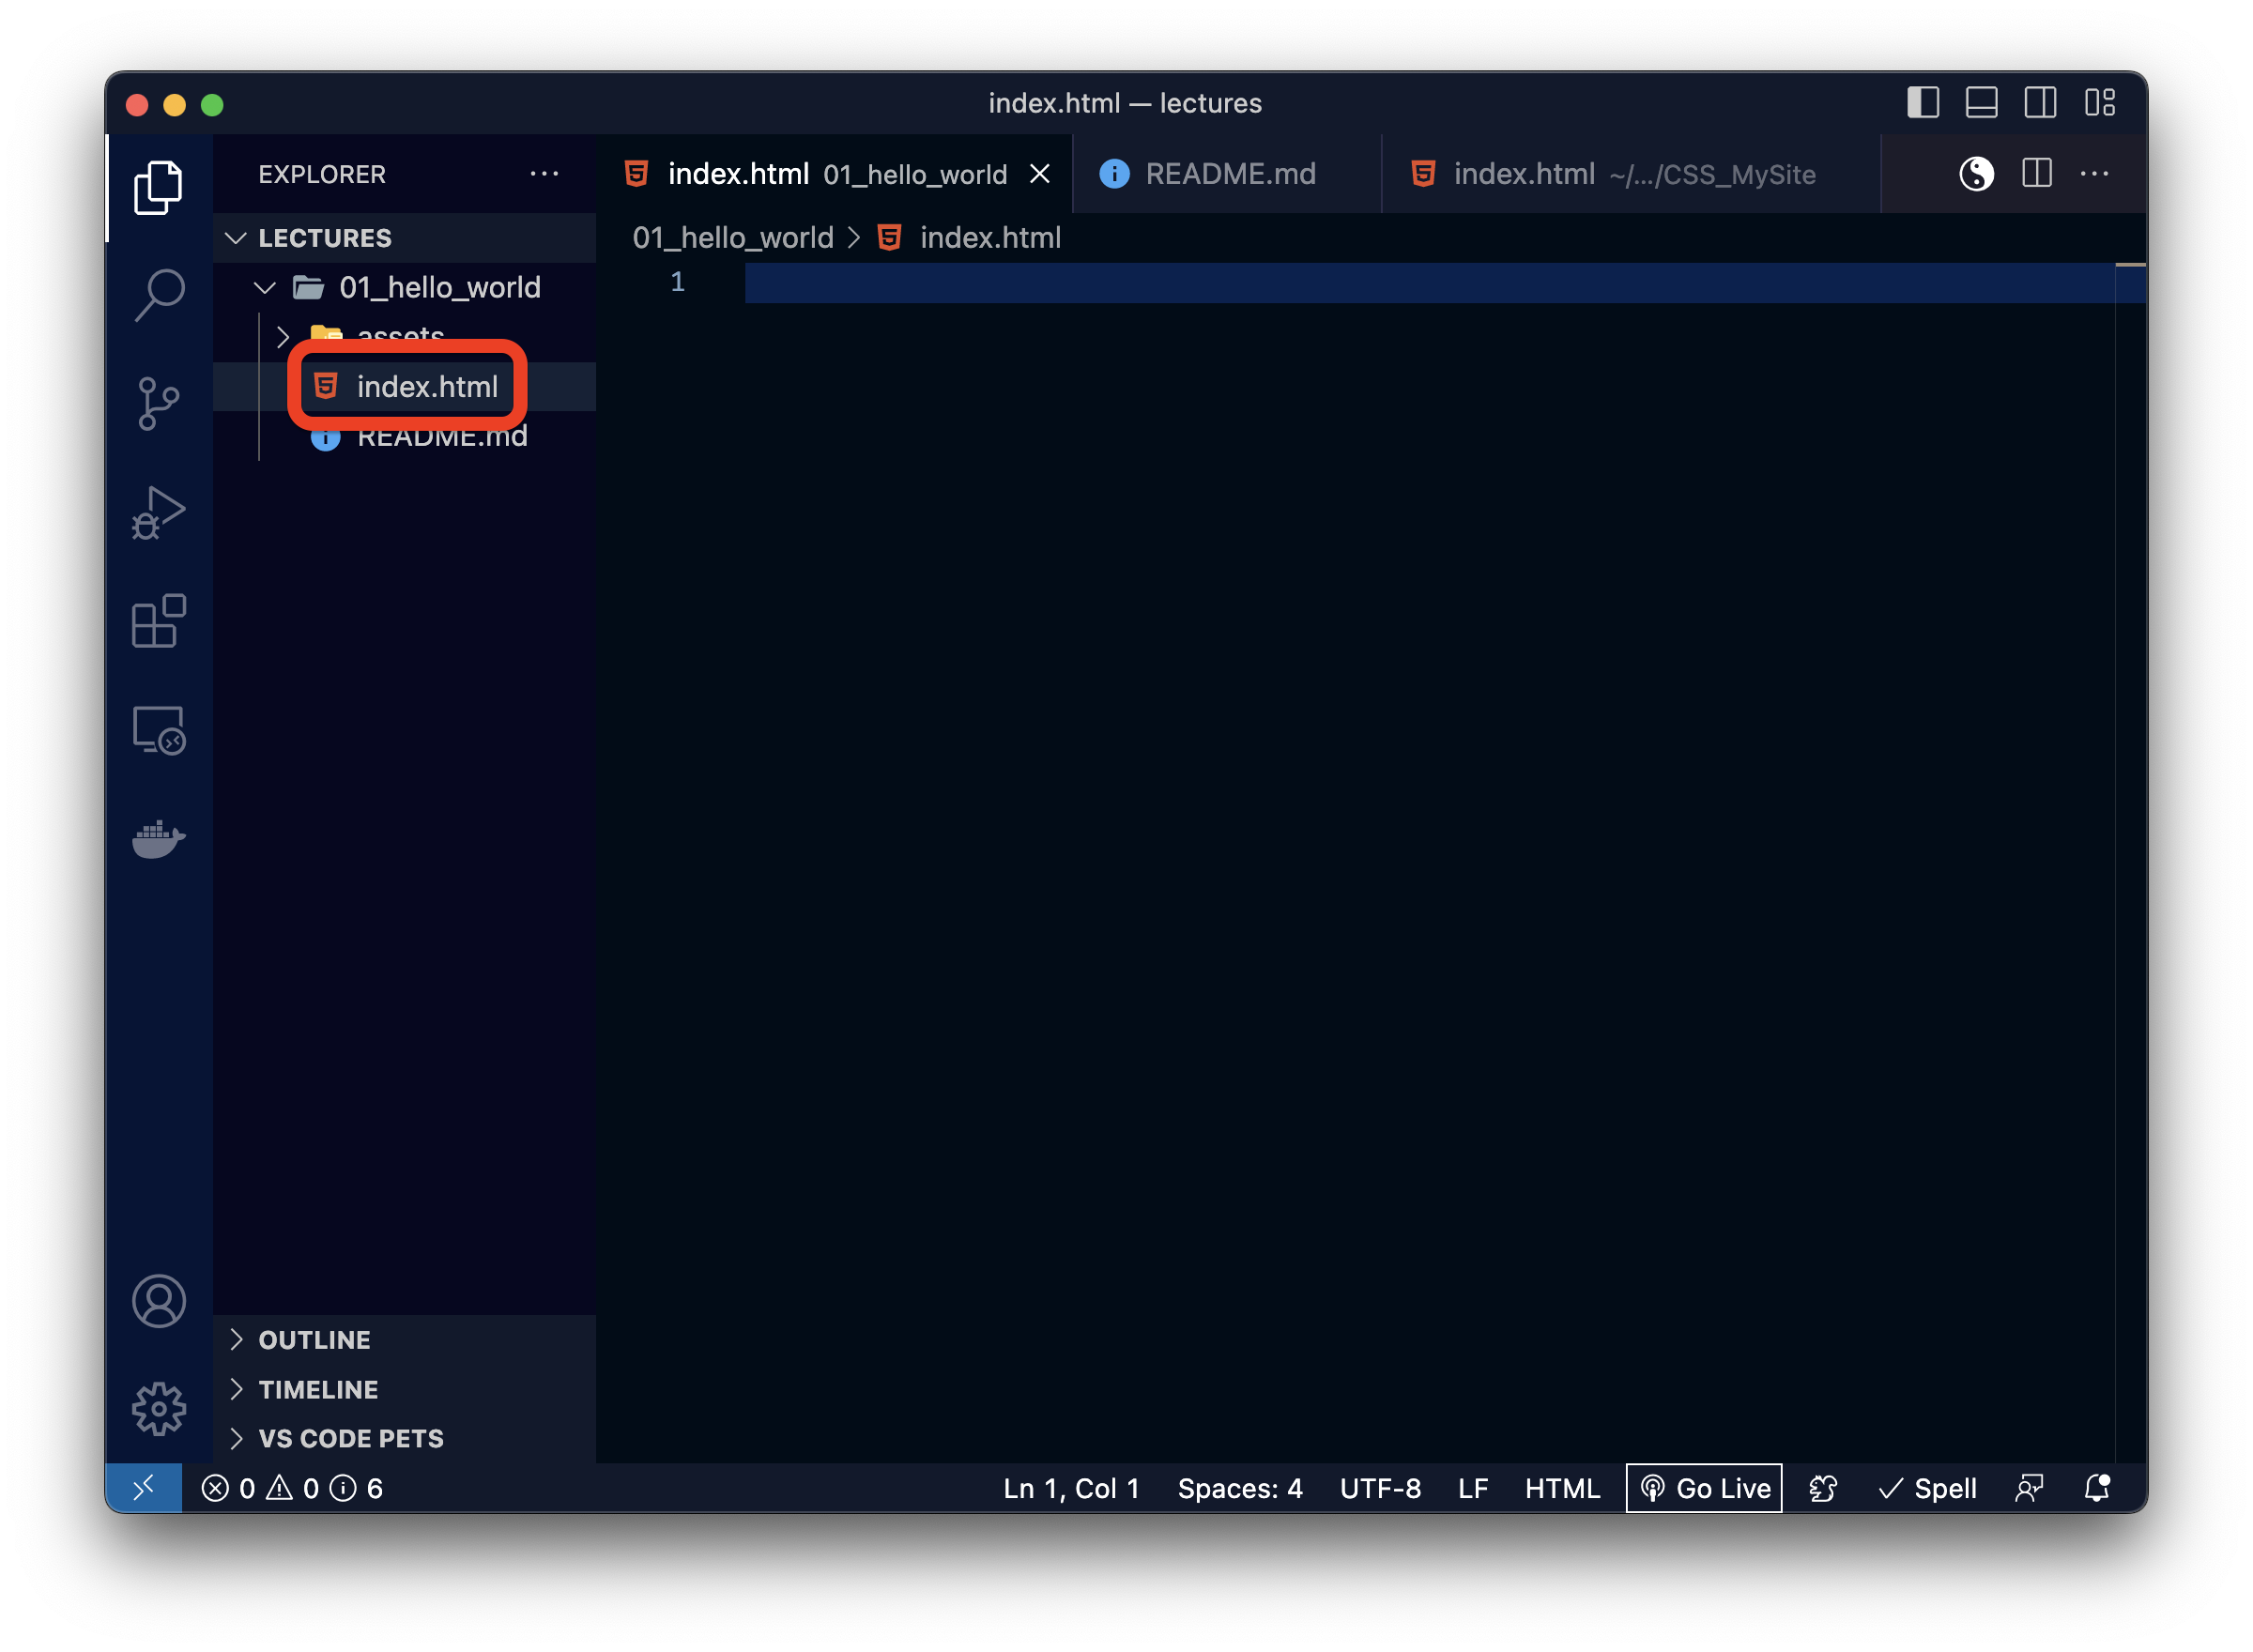 index.html — lectures
EXPLORER
index.html 01_hello_world
README.md
index.html ~/.../CSS_MySite
LECTURES
01_hello_world > index.html
1
01_hello_world
assets
index.html
README.md
OUTLINE
TIMELINE
VS CODE PETS
0 0 6 Ln 1, Col 1 Spaces: 4 UTF-8 LF HTML Go Live Spell